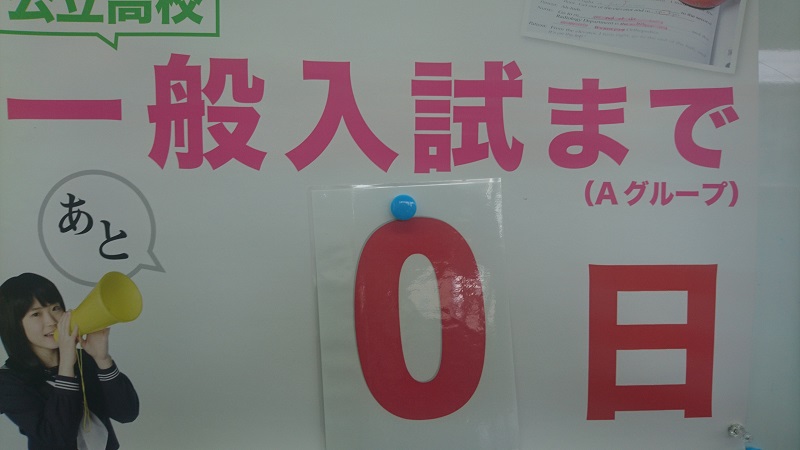 公立高校
一般入試まで
（Aグループ）
あと
0日